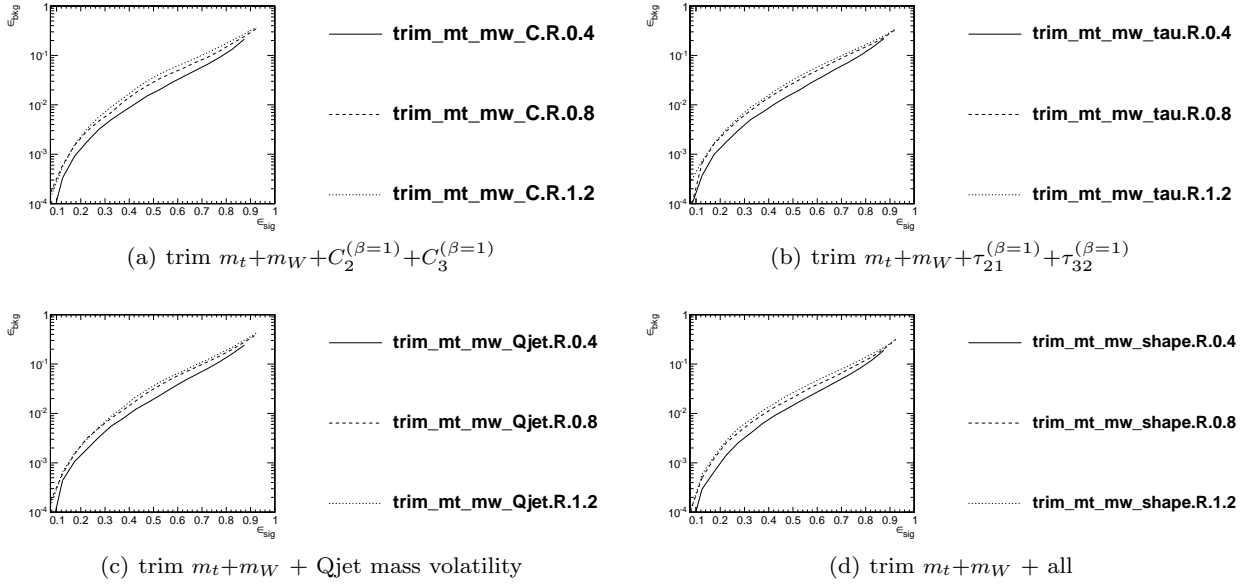 ϵ_bkg
1
10^-1
10^-2
10^-3
10^-4
0.1 0.2 0.3 0.4 0.5 0.6 0.7 0.8 0.9 1
ϵ_sig
trim_mt_mw_C.R.0.4
trim_mt_mw_C.R.0.8
trim_mt_mw_C.R.1.2
(a) trim m_t+m_W+C_2^(β=1)+C_3^(β=1)
ϵ_bkg
1
10^-1
10^-2
10^-3
10^-4
0.1 0.2 0.3 0.4 0.5 0.6 0.7 0.8 0.9 1
ϵ_sig
trim_mt_mw_tau.R.0.4
trim_mt_mw_tau.R.0.8
trim_mt_mw_tau.R.1.2
(b) trim m_t+m_W+τ_21^(β=1)+τ_32^(β=1)
ϵ_bkg
1
10^-1
10^-2
10^-3
10^-4
0.1 0.2 0.3 0.4 0.5 0.6 0.7 0.8 0.9 1
ϵ_sig
trim_mt_mw_Qjet.R.0.4
trim_mt_mw_Qjet.R.0.8
trim_mt_mw_Qjet.R.1.2
(c) trim m_t+m_W + Qjet mass volatility
ϵ_bkg
1
10^-1
10^-2
10^-3
10^-4
0.1 0.2 0.3 0.4 0.5 0.6 0.7 0.8 0.9 1
ϵ_sig
trim_mt_mw_shape.R.0.4
trim_mt_mw_shape.R.0.8
trim_mt_mw_shape.R.1.2
(d) trim m_t+m_W + all